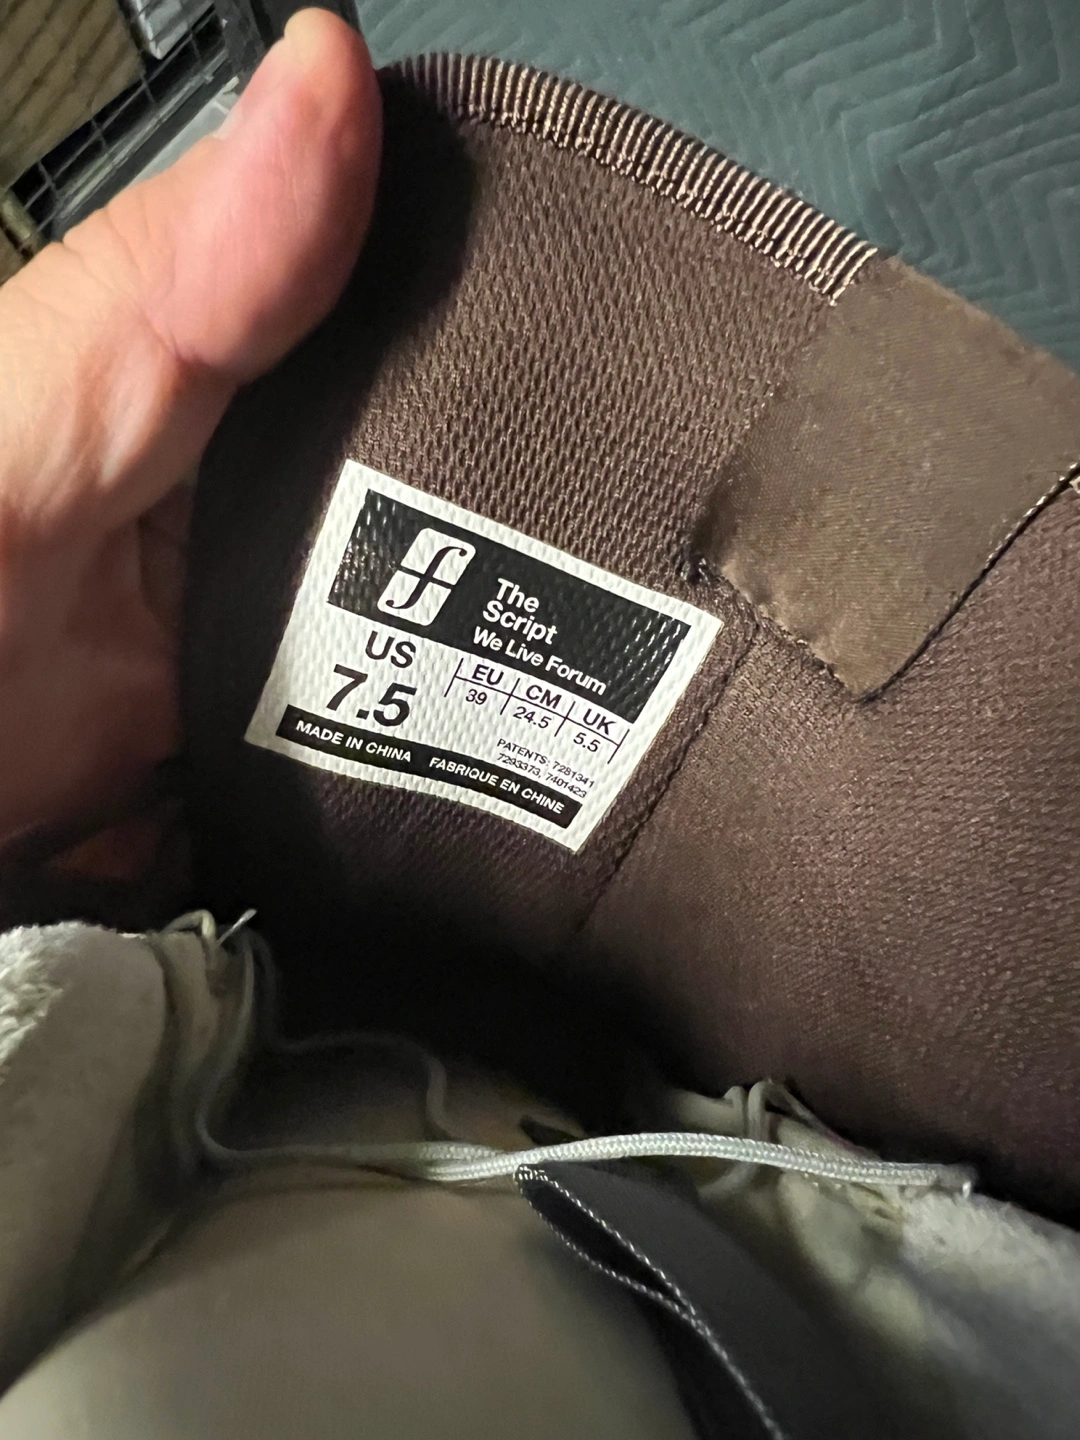 f
The
Script
We Live Forum
US
7.5
EU CM UK
39 24.5 5.5
PATENTS: 7281341
7293373, 7401423
MADE IN CHINA FABRIQUE EN CHINE